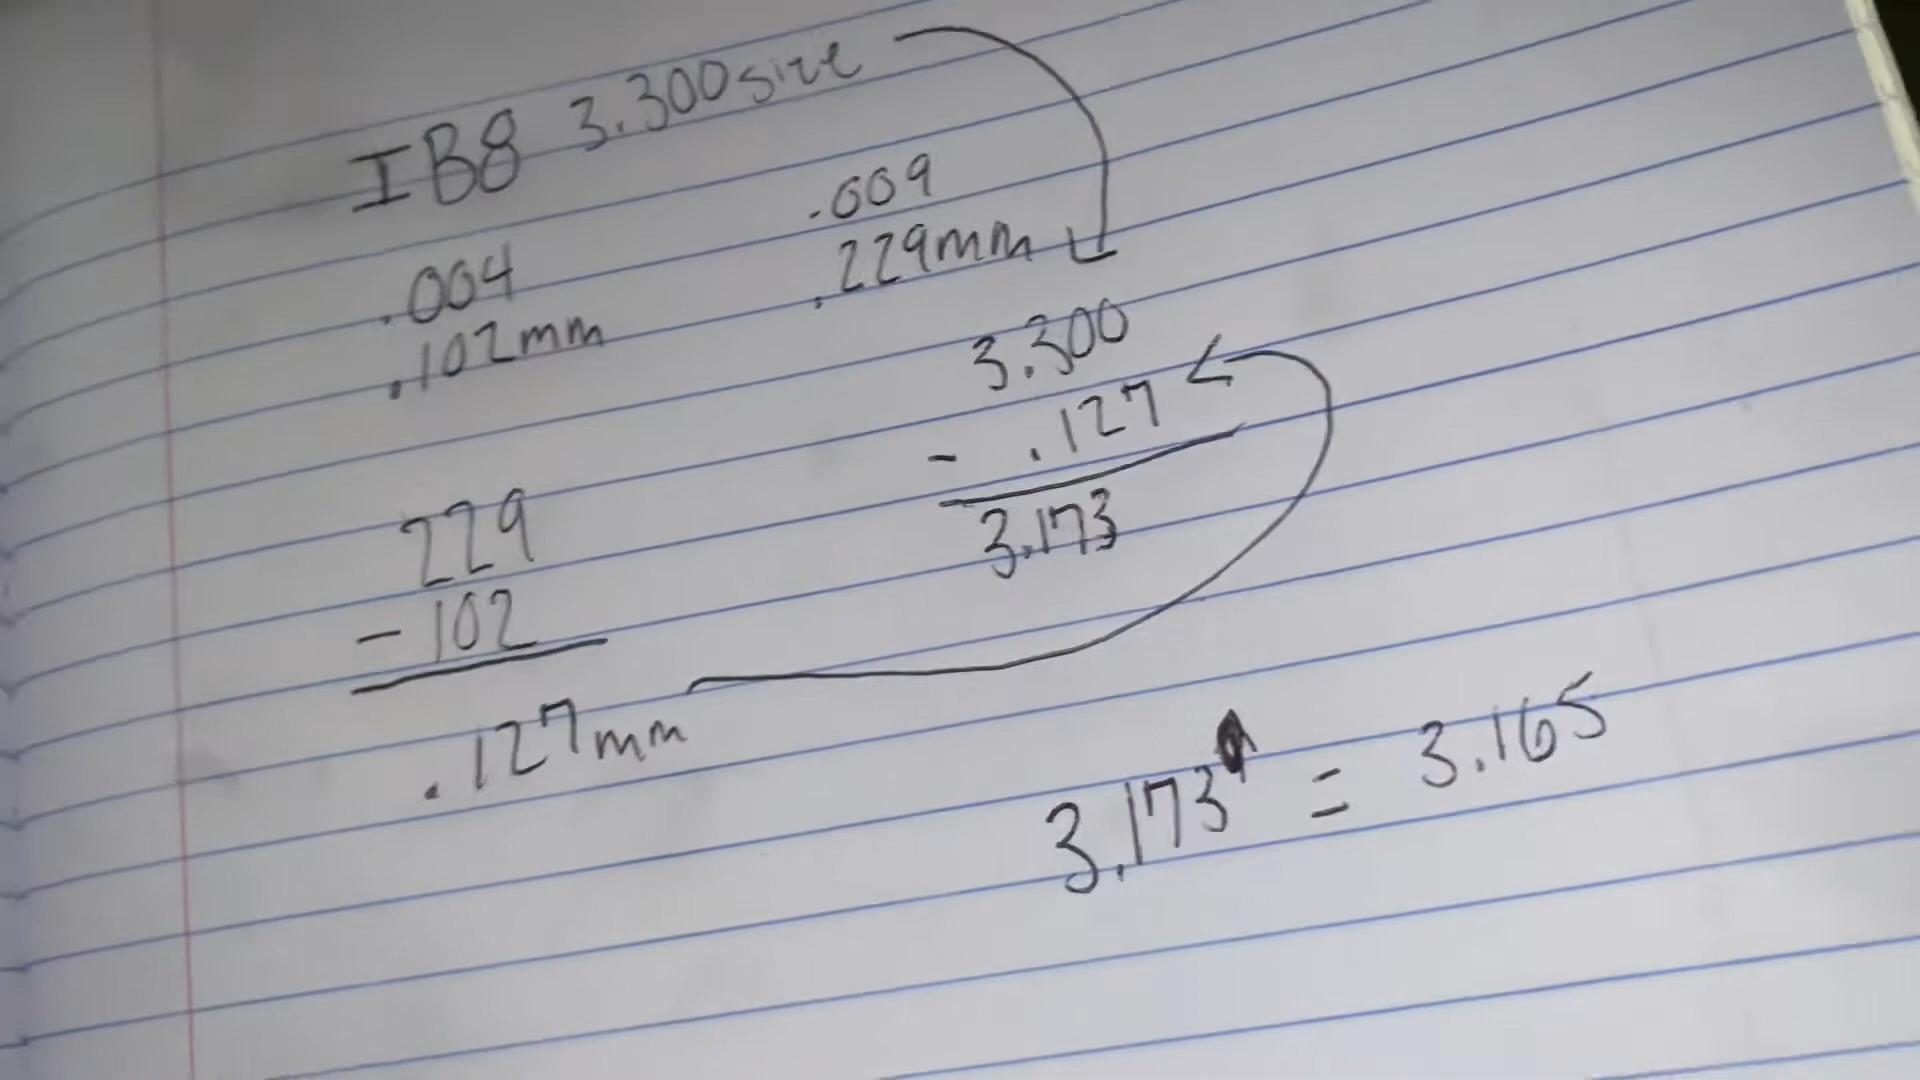 IB8 3.300 size
.004
.102mm
.009
.229mm
229
- 102
.127mm
3.300
- .127
3.173
3.173 = 3.165